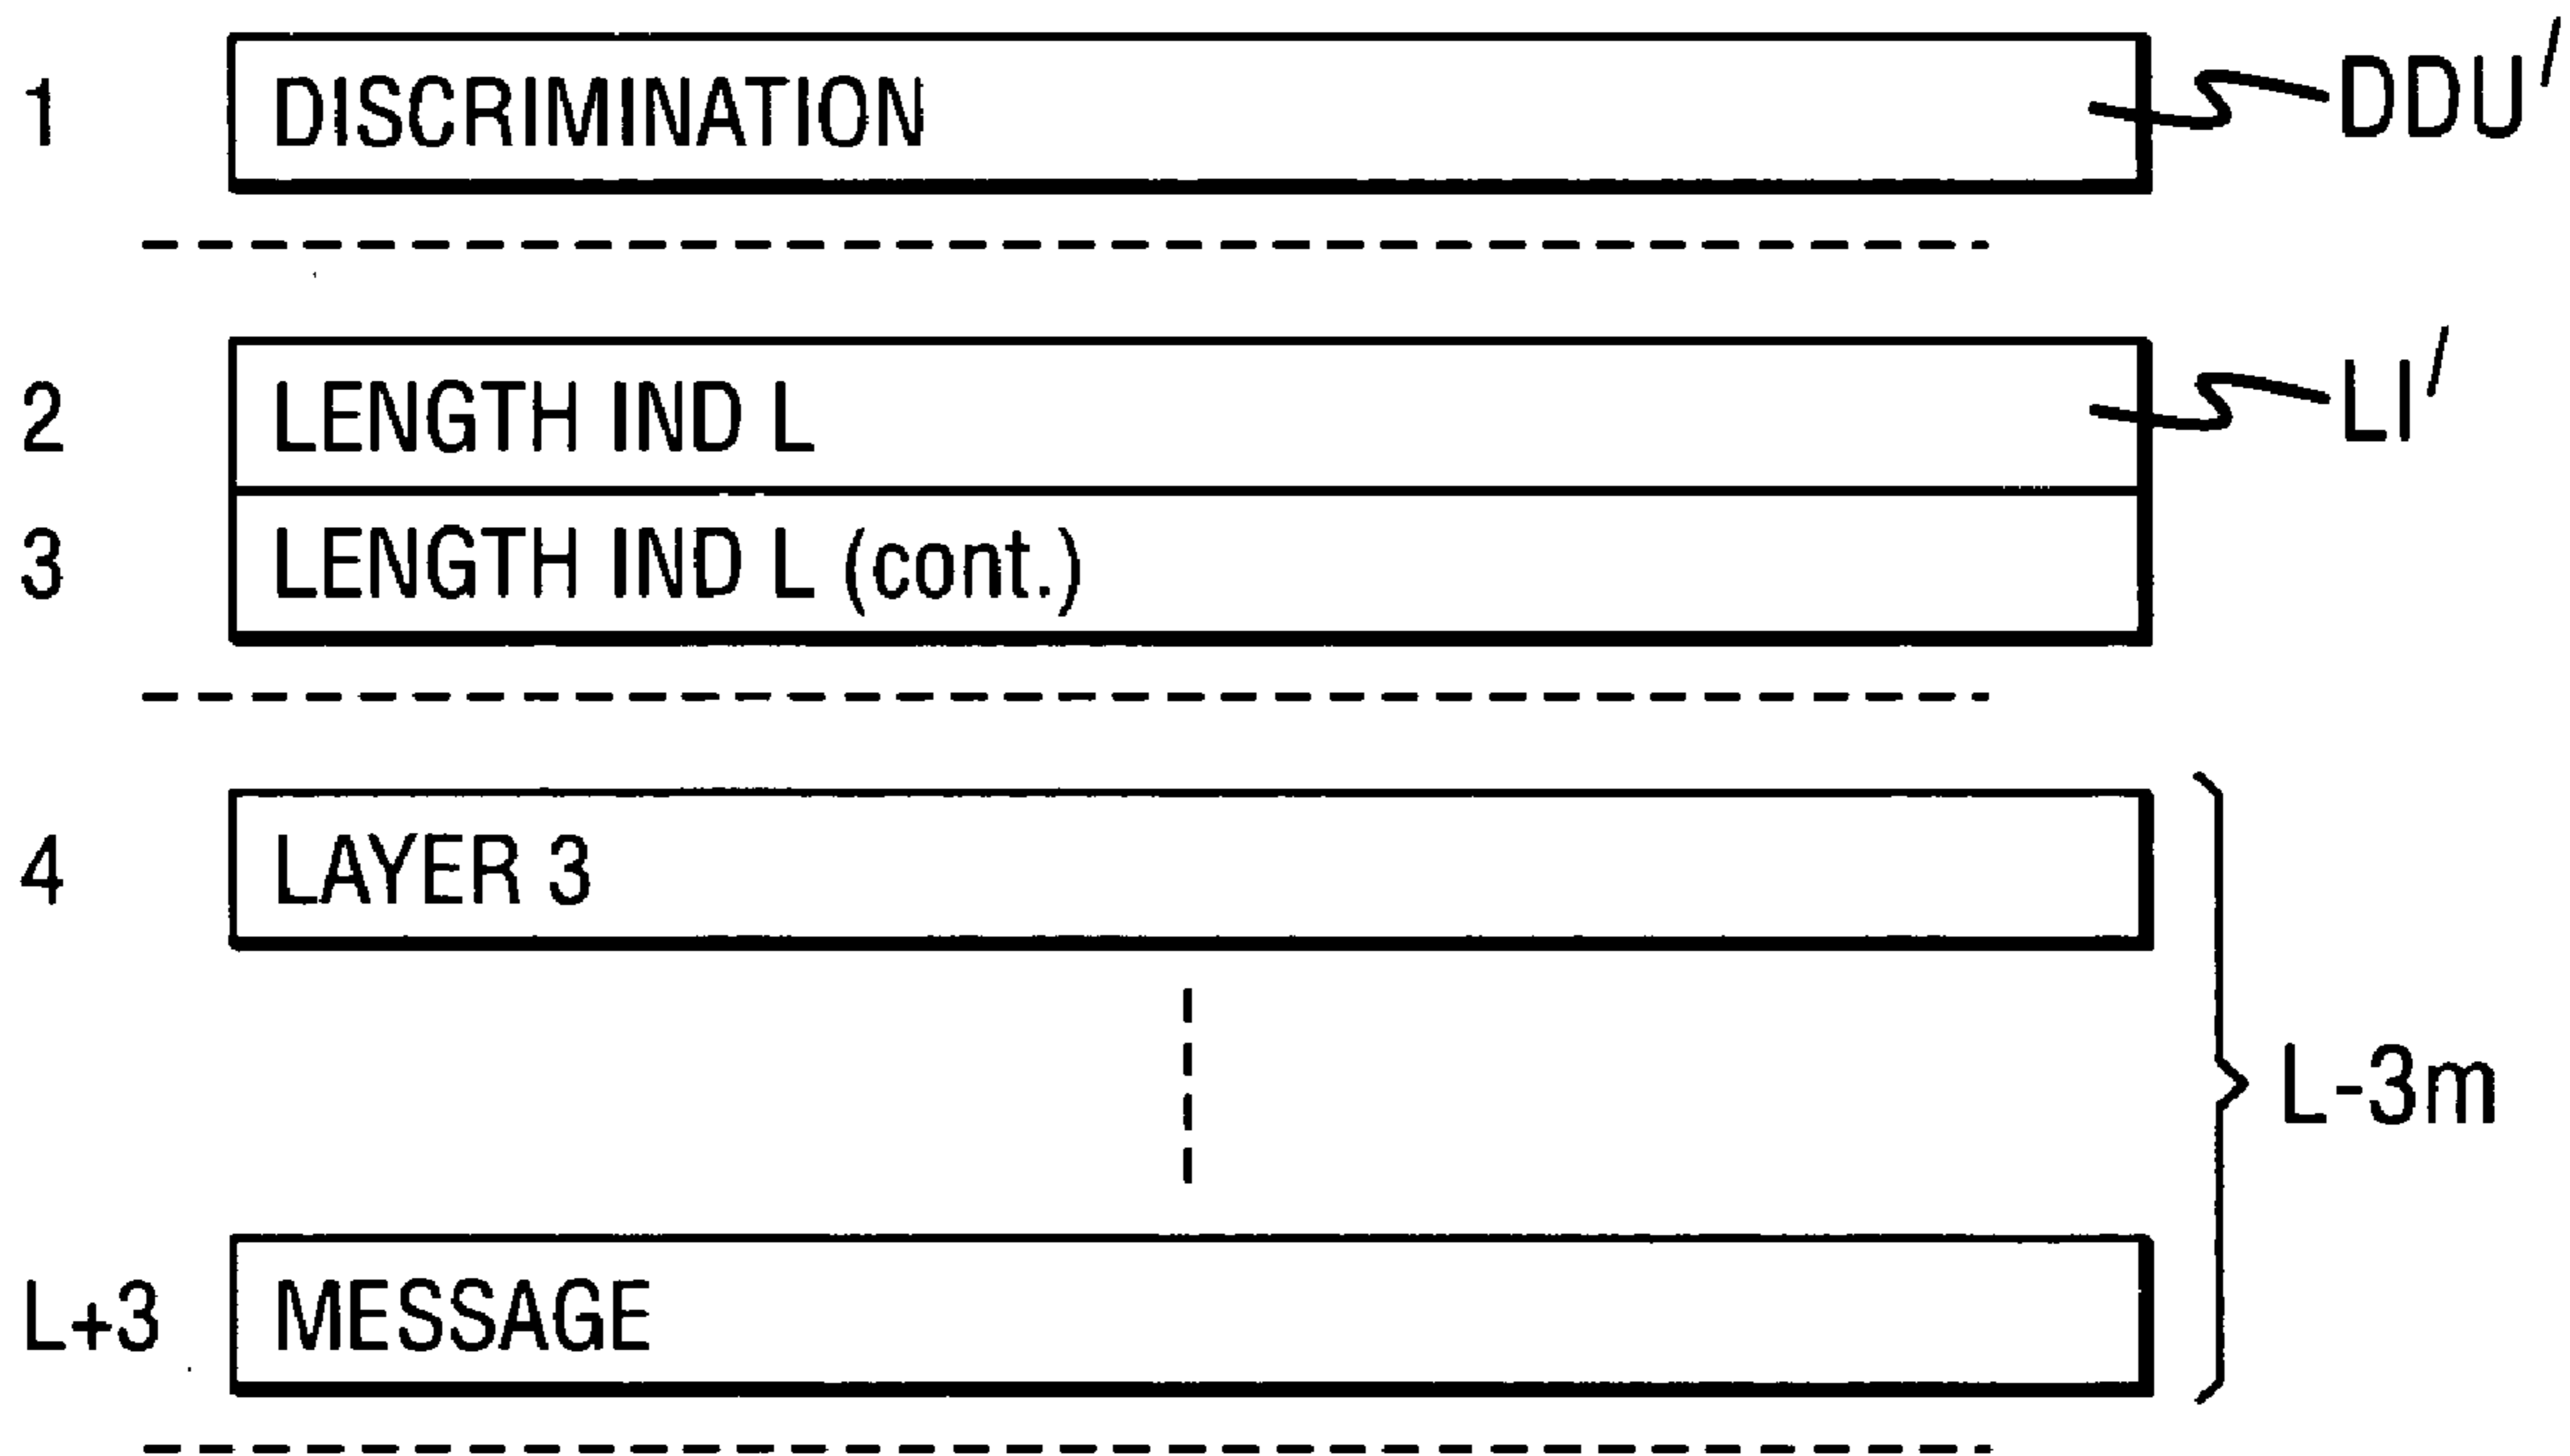 1 DISCRIMINATION DDU'
2 LENGTH IND L LI'
3 LENGTH IND L (cont.)
4 LAYER 3
L-3m
L+3 MESSAGE